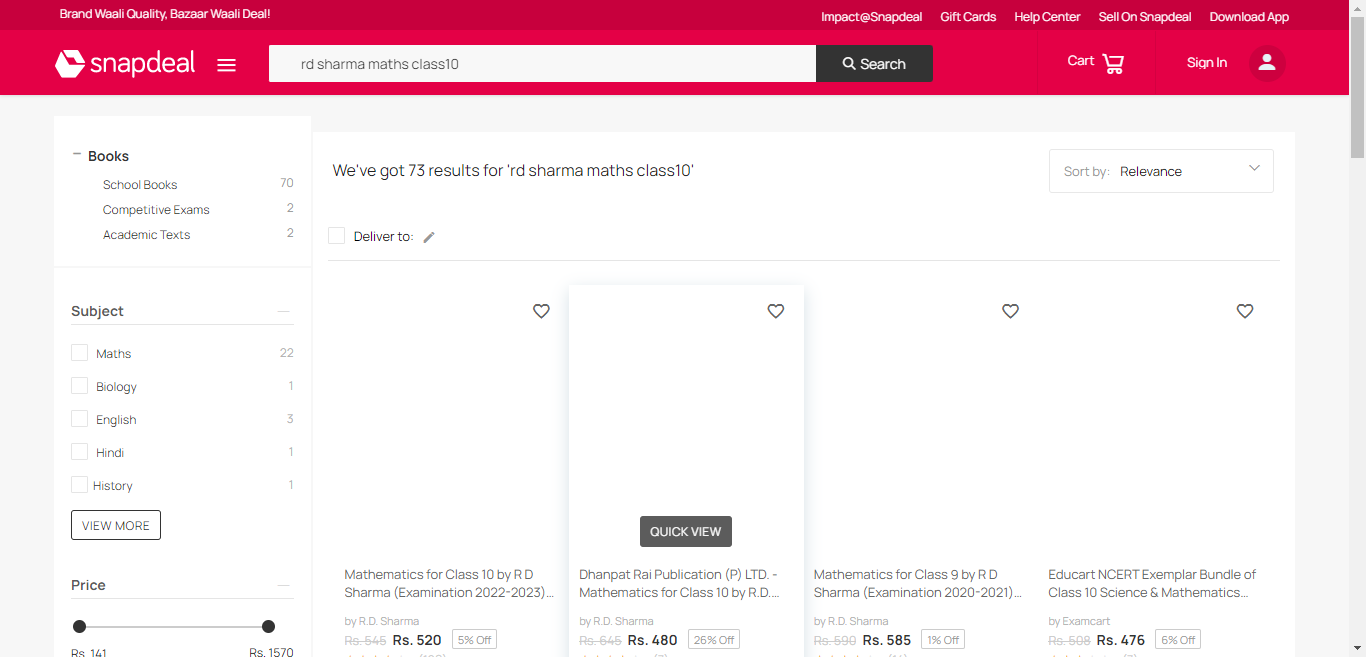 Brand Waali Quality, Bazaar Waali Deal!
Impact@Snapdeal Gift Cards Help Center Sell On Snapdeal Download App
snapdeal
rd sharma maths class10
Search
Cart
Sign In
Books
School Books 70
Competitive Exams 2
Academic Texts 2
Subject
Maths 22
Biology 1
English 3
Hindi 1
History 1
VIEW MORE
Price
Rs. 141 Rs. 1570
We've got 73 results for 'rd sharma maths class10'
Sort by: Relevance
Deliver to:
QUICK VIEW
Mathematics for Class 10 by R D
Sharma (Examination 2022-2023)...
by R.D. Sharma
Rs. 545 Rs. 520 5% Off
Dhanpat Rai Publication (P) LTD. -
Mathematics for Class 10 by R.D....
by R.D. Sharma
Rs. 645 Rs. 480 26% Off
Mathematics for Class 9 by R D
Sharma (Examination 2020-2021)...
by R.D. Sharma
Rs. 590 Rs. 585 1% Off
Educart NCERT Exemplar Bundle of
Class 10 Science & Mathematics...
by Examcart
Rs. 508 Rs. 476 6% Off